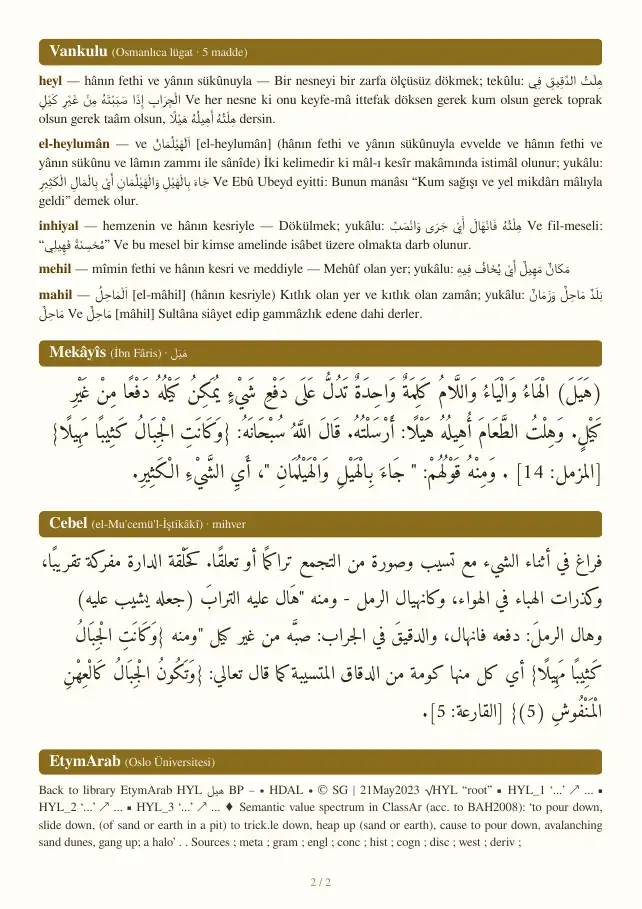 Vankulu (Osmanlıca lügat · 5 madde)
heyl — hânın fethi ve yânın sükûnuyla — Bir nesneyi bir zarfa ölçüsüz dökmek; tekûlu: هِلْتُ الدَّقِيقَ فِي
الْجِرَابِ إِذَا صَبَبْتَهُ مِنْ غَيْرِ كَيْلٍ Ve her nesne ki onu keyfe-mâ ittefak döksen gerek kum olsun gerek toprak
olsun gerek taâm olsun, هِلْتُهُ أَهِيلُهُ هَيْلًا dersin.
el-heylumân — ve اَلْهَيْلُمَانُ [el-heylumân] (hânın fethi ve yânın sükûnuyla evvelde ve hânın fethi ve
yânın sükûnu ve lâmın zammı ile sânîde) İki kelimedir ki mâl-ı kesîr makâmında istimâl olunur; yukâlu:
جَاءَ بِالْهَيْلِ وَالْهَيْلُمَانِ أَيْ بِالْمَالِ الْكَثِيرِ Ve Ebû Ubeyd eyitti: Bunun manâsı “Kum sağışı ve yel mikdârı mâlıyla
geldi” demek olur.
inhiyal — hemzenin ve hânın kesriyle — Dökülmek; yukâlu: هِلْتُهُ فَانْهَالَ أَيْ جَرَى وَانْصَبَّ Ve fil-meseli:
“مُحْسِنَةٌ فَهِيلِي” Ve bu mesel bir kimse amelinde isâbet üzere olmakta darb olunur.
mehil — mîmin fethi ve hânın kesri ve meddiyle — Mehûf olan yer; yukâlu: مَكَانٌ مَهِيلٌ أَيْ يُخَافُ فِيهِ
mahil — اَلْمَاحِلُ [el-mâhil] (hânın kesriyle) Kıtlık olan yer ve kıtlık olan zamân; yukâlu: بَلَدٌ مَاحِلٌ وَزَمَانٌ
مَاحِلٌ Ve مَاحِلٌ [mâhil] Sultâna siâyet edip gammâzlık edene dahi derler.
Mekâyîs (İbn Fâris) · هَيَلَ
(هَيَلَ) الْهَاءُ وَالْيَاءُ وَاللَّامُ كَلِمَةٌ وَاحِدَةٌ تَدُلُّ عَلَى دَفْعِ شَيْءٍ يُمْكِنُ كَيْلُهُ دَفْعًا مِنْ غَيْرِ
كَيْلٍ. وَهِلْتُ الطَّعَامَ أُهِيلُهُ هَيْلًا: أَرْسَلْتُهُ. قَالَ اللَّهُ سُبْحَانَهُ: {وَكَانَتِ الْجِبَالُ كَثِيبًا مَهِيلًا}
[المزمل: 14] . وَمِنْهُ قَوْلُهُمْ: " جَاءَ بِالْهَيْلِ وَالْهَيْلُمَانِ "، أَيِ الشَّيْءِ الْكَثِيرِ.
Cebel (el-Mu'cemü'l-İştikâkî) · mihver
فراغ في أثناء الشيء مع تسيب وصورة من التجمع تراكمًا أو تعلقًا. كحَلْقة الدارة مفركة تقريبًا،
وكذرات الهباء في الهواء، وكانهيال الرمل - ومنه "هَال عليه الترابَ (جعله يشيب عليه)
وهال الرملَ: دفعه فانهال، والدقيقَ في الجراب: صبَّه من غير كيل "ومنه {وَكَانَتِ الْجِبَالُ
كَثِيبًا مَهِيلًا} أي كل منها كومة من الدقاق المتسيبة كما قال تعالي: {وَتَكُونُ الْجِبَالُ كَالْعِهْنِ
الْمَنْفُوشِ (5)} [القارعة: 5].
EtymArab (Oslo Üniversitesi)
Back to library EtymArab HYL هيل BP – • HDAL • © SG | 21May2023 √HYL “root” ▪ HYL_1 ‘...’ ↗ ... ▪
HYL_2 ‘...’ ↗ ... ▪ HYL_3 ‘...’ ↗ ... ♦ Semantic value spectrum in ClassAr (acc. to BAH2008): ‘to pour down,
slide down, (of sand or earth in a pit) to trick.le down, heap up (sand or earth), cause to pour down, avalanching
sand dunes, gang up; a halo’ . . Sources ; meta ; gram ; engl ; conc ; hist ; cogn ; disc ; west ; deriv ;
2 / 2